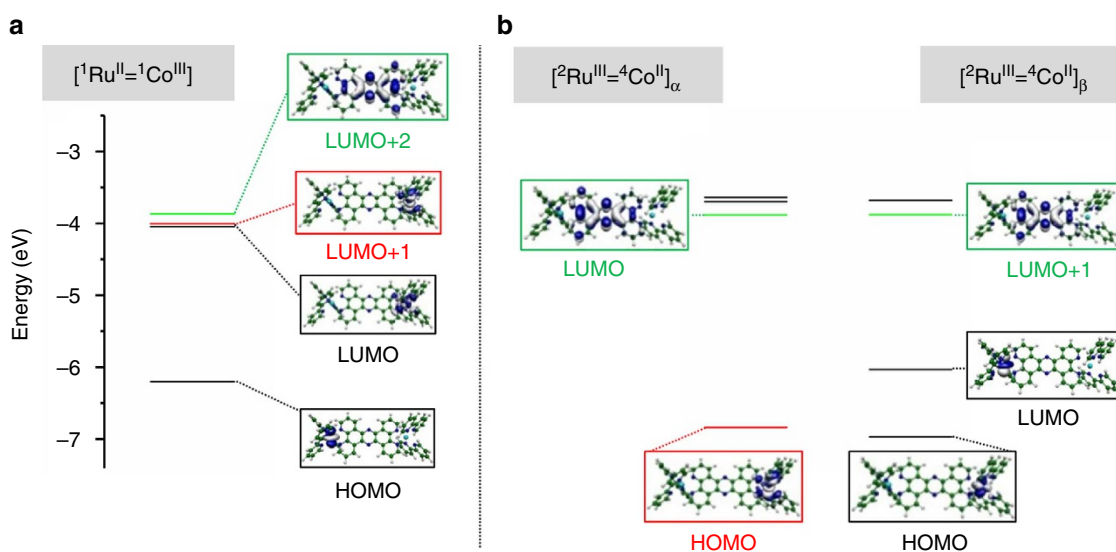 a
[¹Ruᴵᴵ=¹Coᴵᴵᴵ]
Energy (eV)
–3
–4
–5
–6
–7
LUMO+2
LUMO+1
LUMO
HOMO
b
[²Ruᴵᴵᴵ=⁴Coᴵᴵ]α
[²Ruᴵᴵᴵ=⁴Coᴵᴵ]β
LUMO
LUMO+1
LUMO
HOMO
HOMO